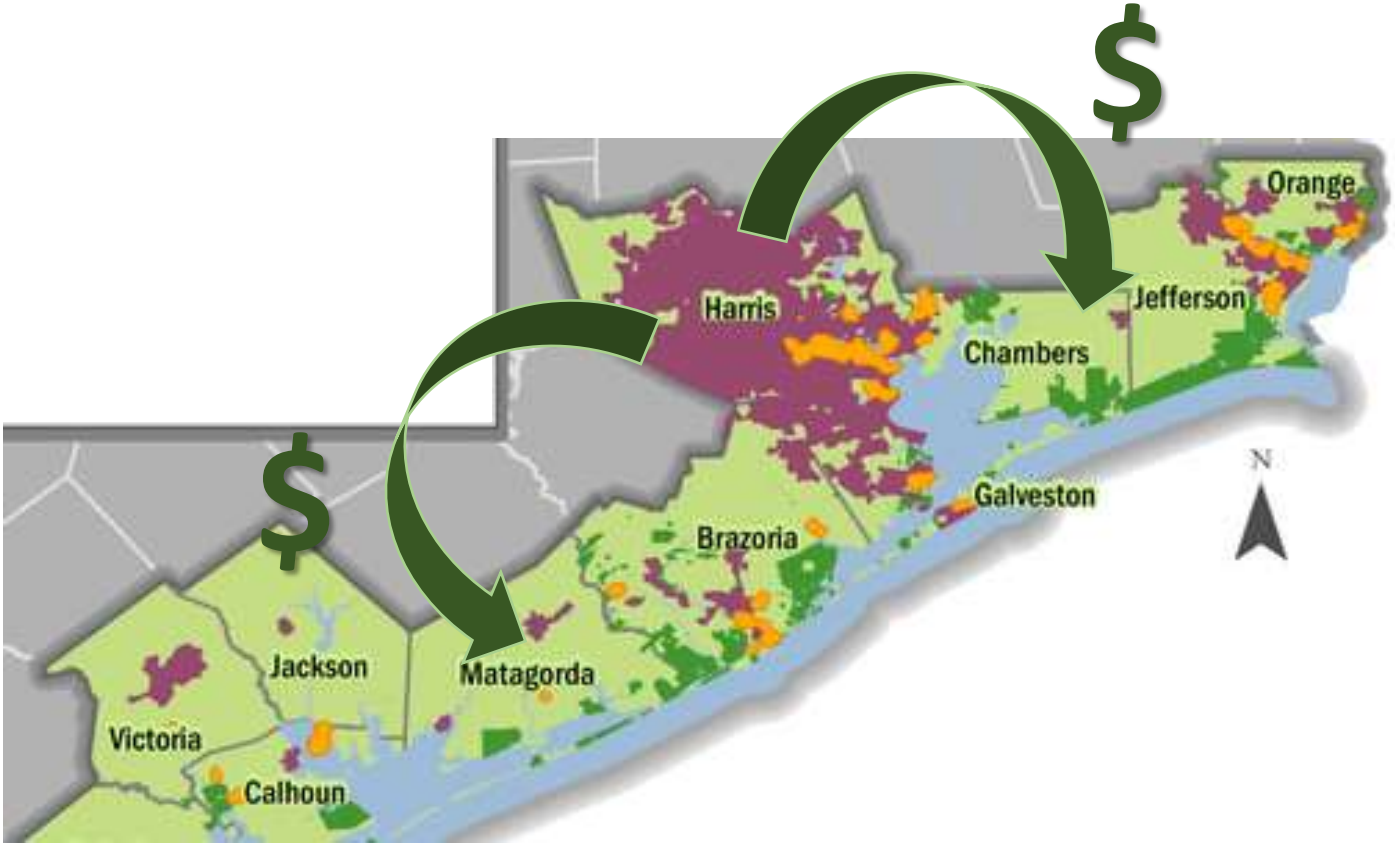 $
Orange
Jefferson
Harris
Chambers
N
Galveston
$
Brazoria
Jackson
Matagorda
Victoria
Calhoun